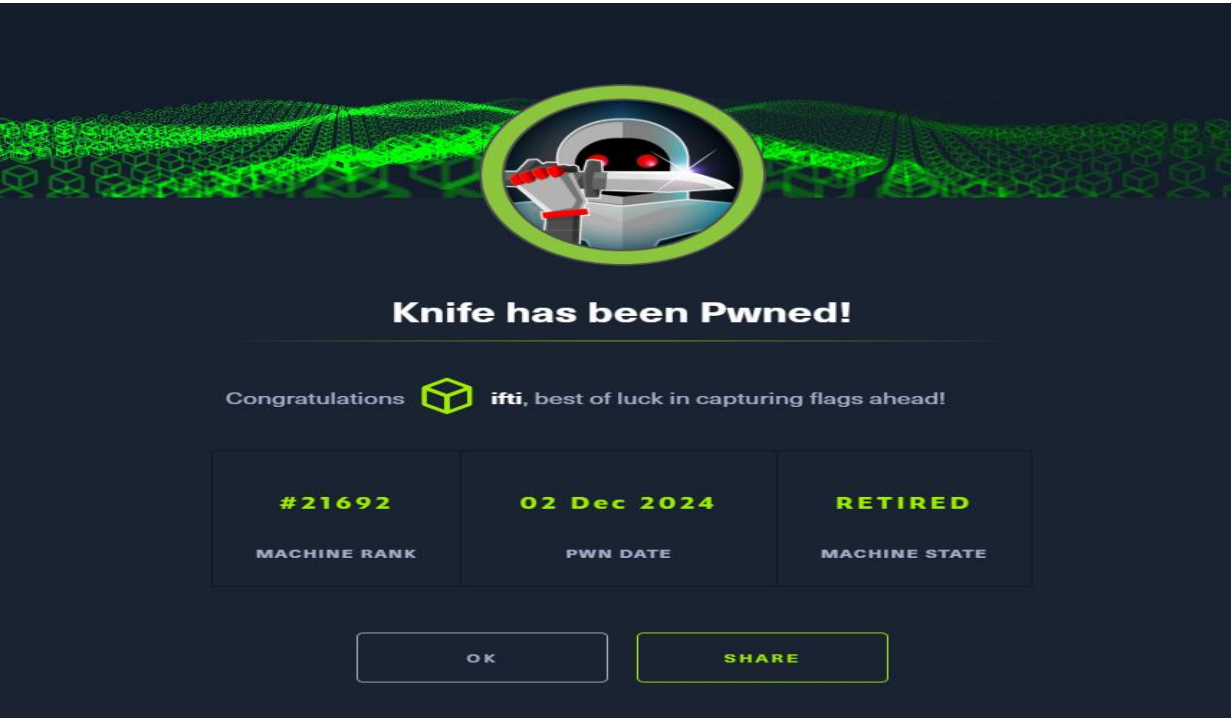 Knife has been Pwned!
Congratulations ifti, best of luck in capturing flags ahead!
#21692 02 Dec 2024 RETIRED
MACHINE RANK PWN DATE MACHINE STATE
OK SHARE